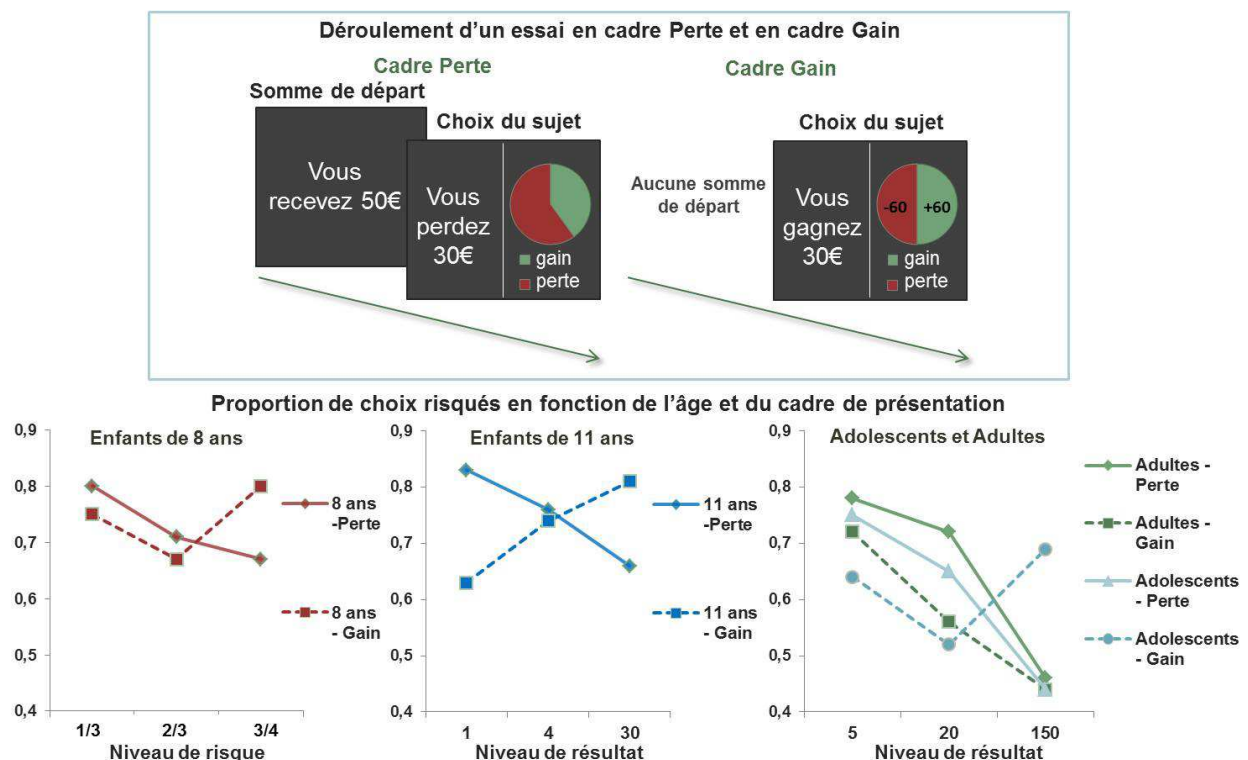 Déroulement d'un essai en cadre Perte et en cadre Gain
Cadre Perte
Cadre Gain
Somme de départ
Choix du sujet
Choix du sujet
Vous
recevez 50€
Vous
perdez
30€
gain
perte
Aucune somme
de départ
Vous
gagnez
30€
-60
+60
gain
perte
Proportion de choix risqués en fonction de l'âge et du cadre de présentation
Enfants de 8 ans
0,9
0,8
0,7
0,6
0,5
0,4
1/3
2/3
3/4
Niveau de risque
8 ans
-Perte
8 ans
- Gain
Enfants de 11 ans
0,9
0,8
0,7
0,6
0,5
0,4
1
4
30
Niveau de résultat
11 ans
-Perte
11 ans
- Gain
Adolescents et Adultes
0,9
0,8
0,7
0,6
0,5
0,4
5
20
150
Niveau de résultat
Adultes -
Perte
Adultes -
Gain
Adolescents
- Perte
Adolescents
- Gain